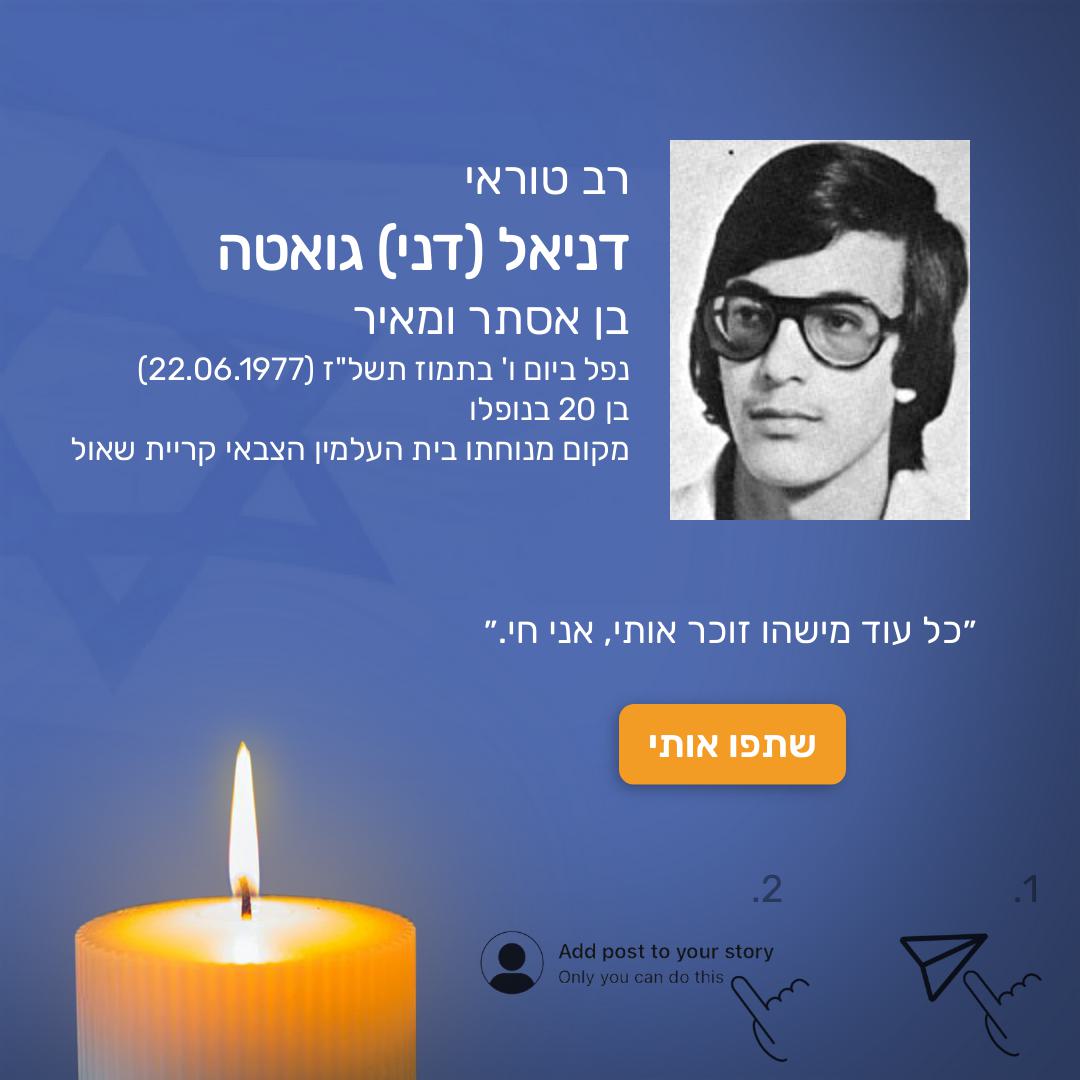 רב טוראי
דניאל (דני) גואטה
בן אסתר ומאיר
נפל ביום ו' בתמוז תשל"ז (22.06.1977)
בן 20 בנופלו
מקום מנוחתו בית העלמין הצבאי קריית שאול
״כל עוד מישהו זוכר אותי, אני חי.״
שתפו אותי
1.
2.
Add post to your story
Only you can do this